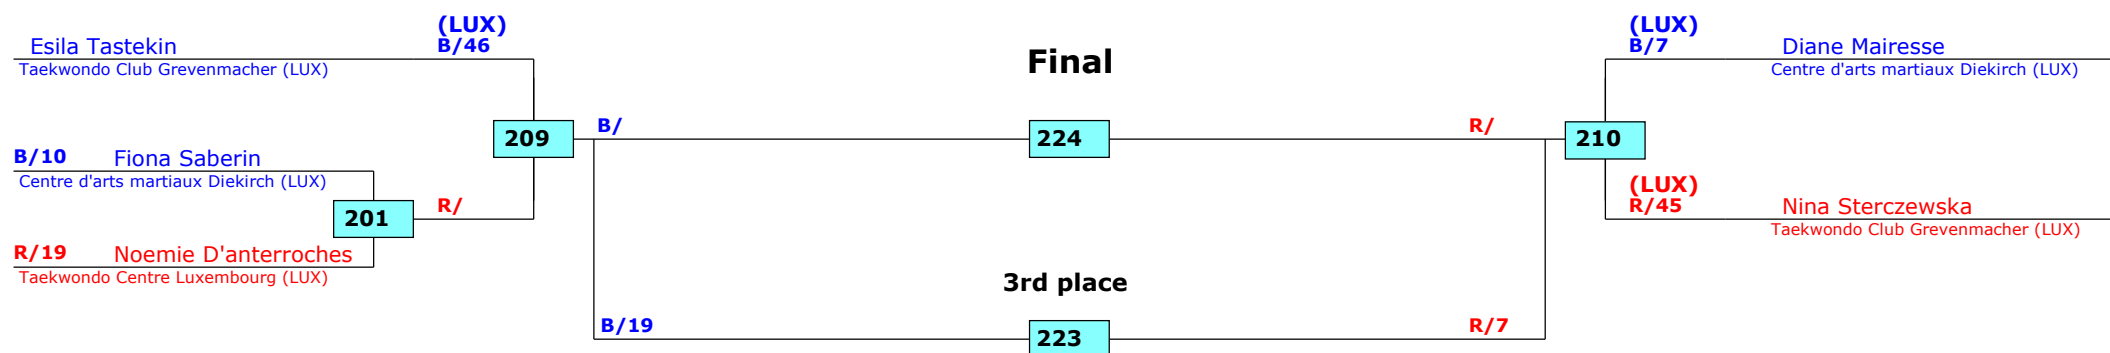 (LUX)
B/46
Esila Tastekin
Taekwondo Club Grevenmacher (LUX)
209
B/10
Fiona Saberin
Centre d'arts martiaux Diekirch (LUX)
201
R/
R/19
Noemie D'anterroches
Taekwondo Centre Luxembourg (LUX)
Final
B/
224
R/
3rd place
B/19
223
R/7
(LUX)
B/7
Diane Mairesse
Centre d'arts martiaux Diekirch (LUX)
210
(LUX)
R/45
Nina Sterczewska
Taekwondo Club Grevenmacher (LUX)